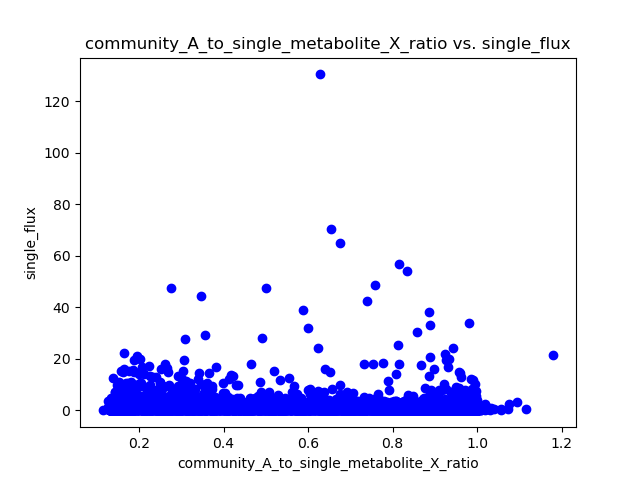 community_A_to_single_metabolite_X_ratio vs. single_flux
120
100
80
60
40
20
0
single_flux
0.2 0.4 0.6 0.8 1.0 1.2
community_A_to_single_metabolite_X_ratio